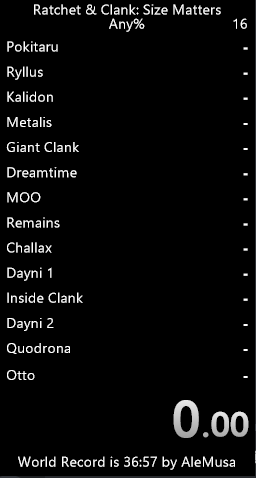 Ratchet & Clank: Size Matters
Any% 16
Pokitaru -
Ryllus -
Kalidon -
Metalis -
Giant Clank -
Dreamtime -
MOO -
Remains -
Challax -
Dayni 1 -
Inside Clank -
Dayni 2 -
Quodrona -
Otto -
0.00
World Record is 36:57 by AleMusa